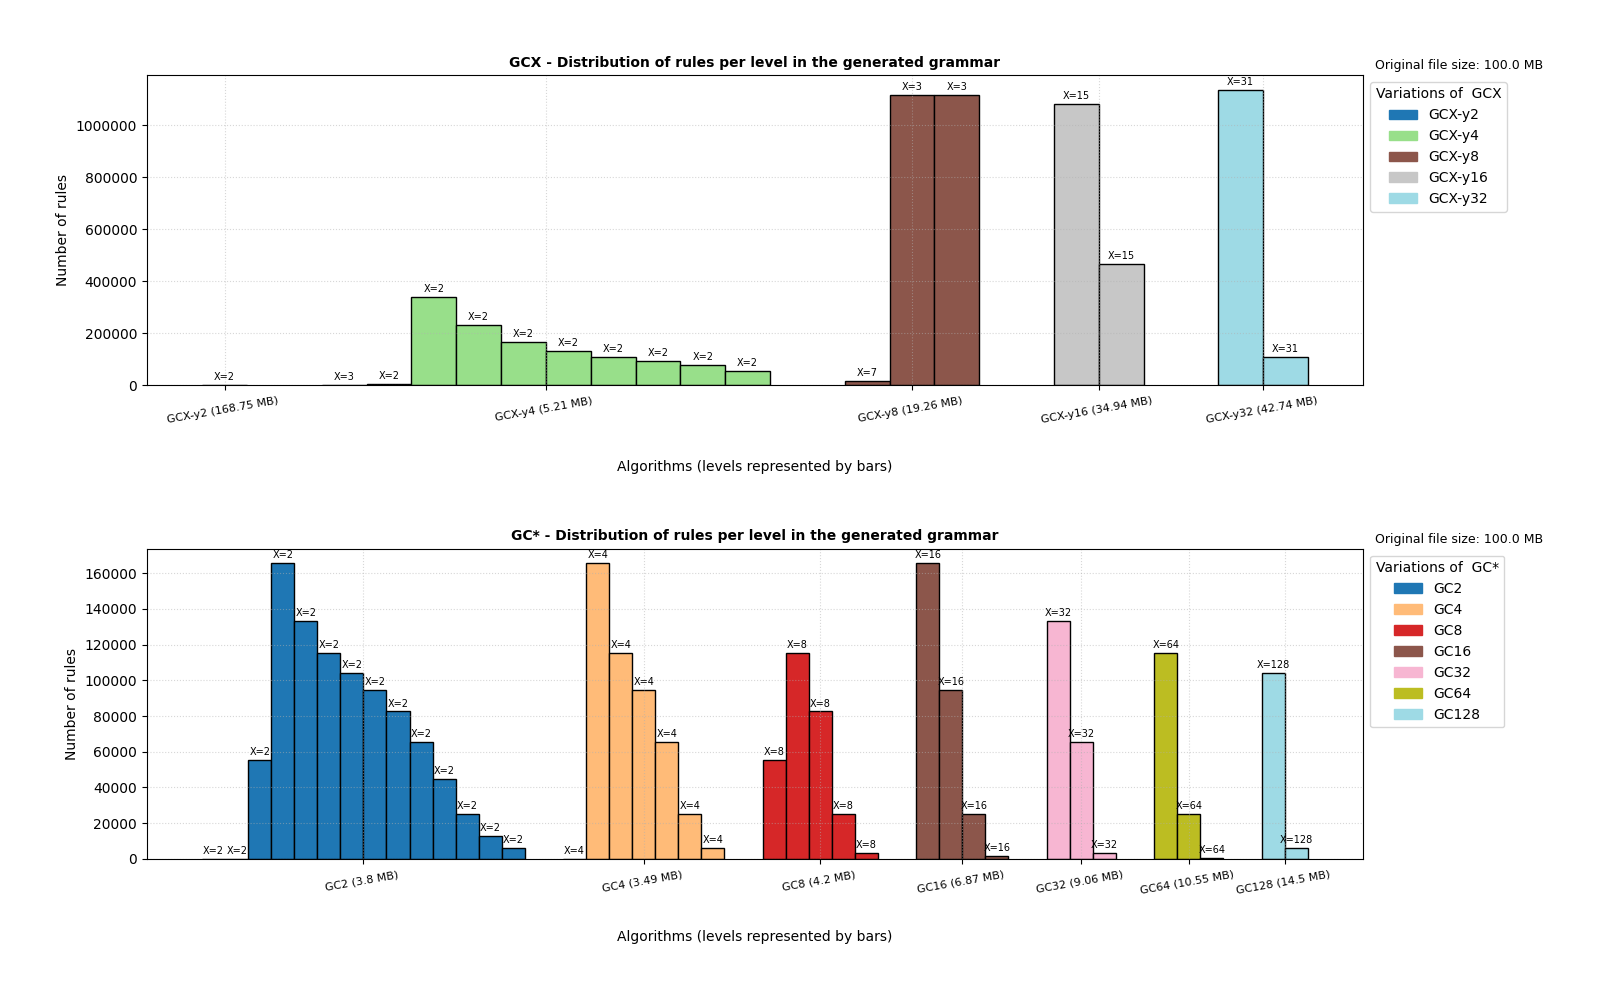 GCX - Distribution of rules per level in the generated grammar
Original file size: 100.0 MB
Variations of  GCX
GCX-y2
GCX-y4
GCX-y8
GCX-y16
GCX-y32
Number of rules
1000000
800000
600000
400000
200000
0
X=2
X=3
X=2
X=2
X=2
X=2
X=2
X=2
X=2
X=2
X=2
X=7
X=3
X=3
X=15
X=15
X=31
X=31
GCX-y2 (168.75 MB)
GCX-y4 (5.21 MB)
GCX-y8 (19.26 MB)
GCX-y16 (34.94 MB)
GCX-y32 (42.74 MB)
Algorithms (levels represented by bars)
GC* - Distribution of rules per level in the generated grammar
Original file size: 100.0 MB
Variations of  GC*
GC2
GC4
GC8
GC16
GC32
GC64
GC128
Number of rules
160000
140000
120000
100000
80000
60000
40000
20000
0
X=2
X=2
X=2
X=2
X=2
X=2
X=2
X=2
X=2
X=2
X=2
X=2
X=2
X=2
X=4
X=4
X=4
X=4
X=4
X=4
X=4
X=8
X=8
X=8
X=8
X=8
X=16
X=16
X=16
X=16
X=32
X=32
X=32
X=64
X=64
X=64
X=128
X=128
GC2 (3.8 MB)
GC4 (3.49 MB)
GC8 (4.2 MB)
GC16 (6.87 MB)
GC32 (9.06 MB)
GC64 (10.55 MB)
GC128 (14.5 MB)
Algorithms (levels represented by bars)